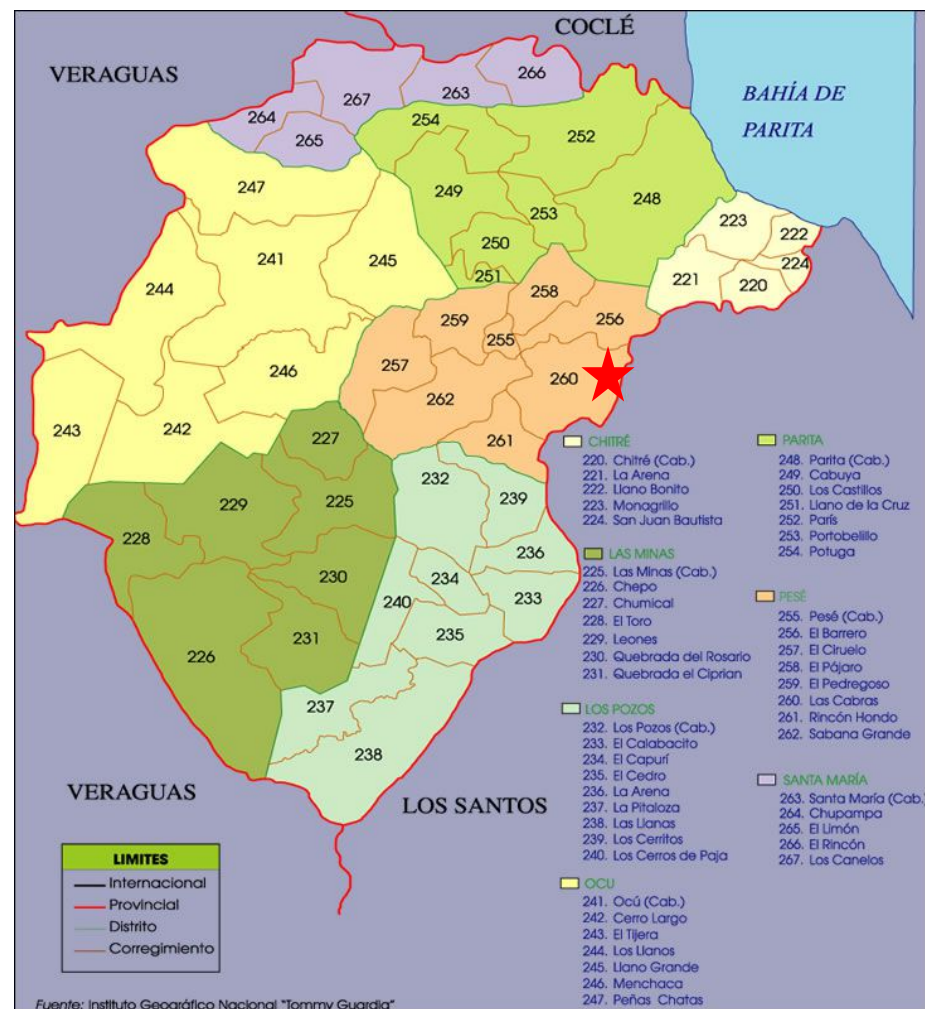 COCLÉ
VERAGUAS
BAHÍA DE
PARITA
266
267
263
264
254
265
252
247
249
248
253
223
222
250
241
245
224
251
221
220
244
258
259
256
255
257
246
260
262
243
242
261
227
232
229
225
239
228
236
230
234
240
233
231
235
226
237
238
VERAGUAS
LOS SANTOS
CHITRÉ
220. Chitré (Cab.)
221. La Arena
222. Llano Bonito
223. Monagrillo
224. San Juan Bautista
LAS MINAS
225. Las Minas (Cab.)
226. Chepo
227. Chumical
228. El Toro
229. Leones
230. Quebrada del Rosario
231. Quebrada el Ciprian
LOS POZOS
232. Los Pozos (Cab.)
233. El Calabacito
234. El Capurí
235. El Cedro
236. La Arena
237. La Pitaloza
238. Las Llanas
239. Los Cerritos
240. Los Cerros de Paja
OCU
241. Ocú (Cab.)
242. Cerro Largo
243. El Tijera
244. Los Llanos
245. Llano Grande
246. Menchaca
247. Peñas Chatas
PARITA
248. Parita (Cab.)
249. Cabuya
250. Los Castillos
251. Llano de la Cruz
252. París
253. Portobelillo
254. Potuga
PESÉ
255. Pesé (Cab.)
256. El Barrero
257. El Ciruelo
258. El Pájaro
259. El Pedregoso
260. Las Cabras
261. Rincón Hondo
262. Sabana Grande
SANTA MARÍA
263. Santa María (Cab.)
264. Chupampa
265. El Limón
266. El Rincón
267. Los Canelos
LIMITES
Internacional
Provincial
Distrito
Corregimiento
Fuente: Instituto Geográfico Nacional "Tommy Guardia"